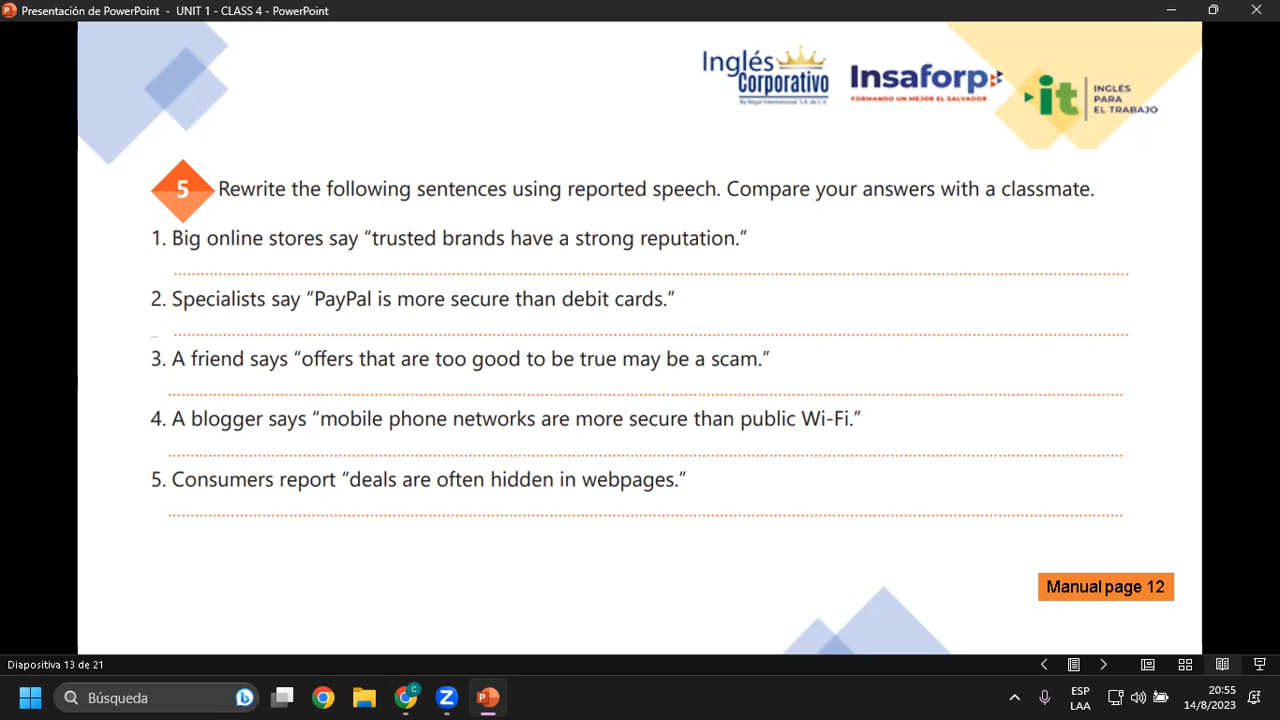 Presentación de PowerPoint - UNIT 1 - CLASS 4 - PowerPoint
Inglés
Corporativo
By Regal International, S.A. de C.V.
Insaforp
FORMANDO UN MEJOR EL SALVADOR
it
INGLÉS
PARA
EL TRABAJO
5 Rewrite the following sentences using reported speech. Compare your answers with a classmate.
1. Big online stores say “trusted brands have a strong reputation.”
2. Specialists say “PayPal is more secure than debit cards.”
3. A friend says “offers that are too good to be true may be a scam.”
4. A blogger says “mobile phone networks are more secure than public Wi-Fi.”
5. Consumers report “deals are often hidden in webpages.”
Manual page 12
Diapositiva 13 de 21
Búsqueda
ESP
LAA
20:55
14/8/2023